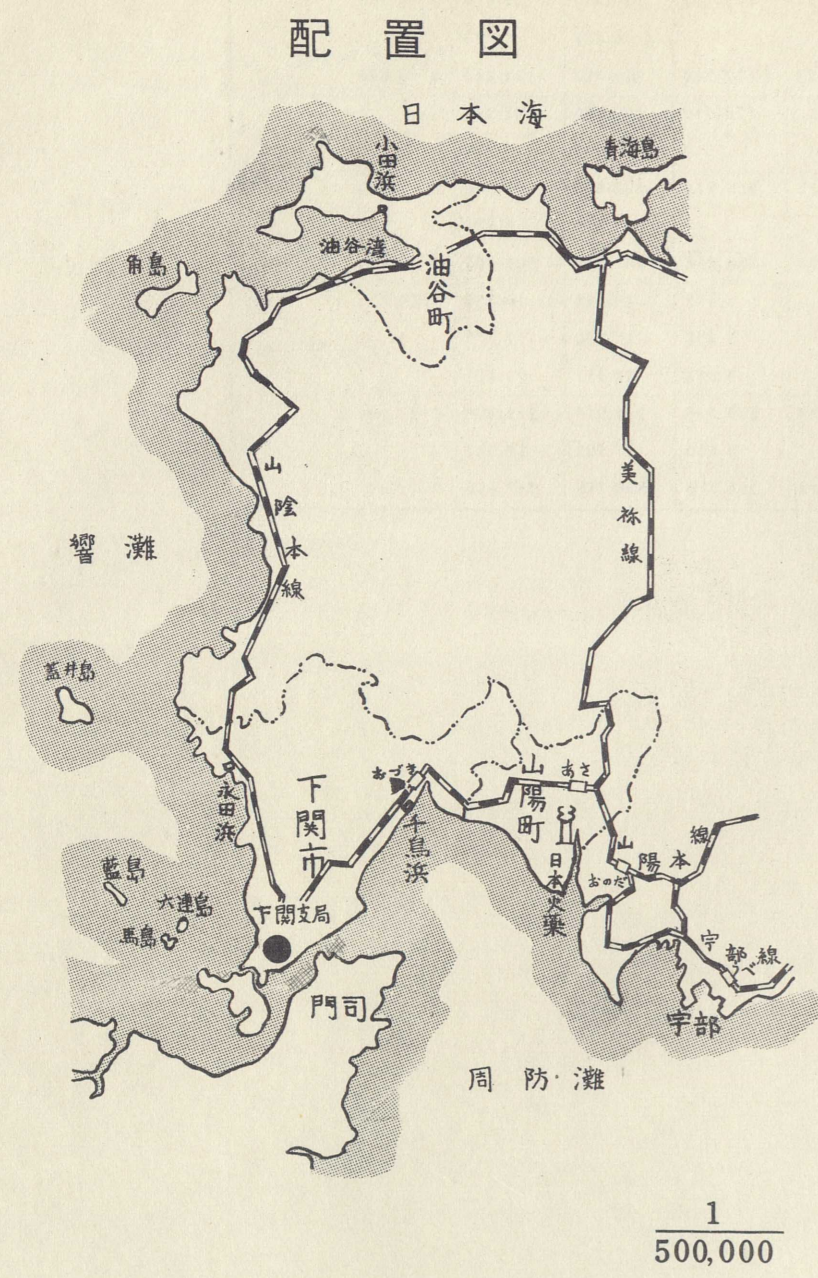 配置図
日本海
小田浜
青海島
油谷湾
角島
油谷町
山陰本線
美祢線
響灘
蓋井島
永田浜
下関市
おづき
千鳥浜
山陽町
あさ
日本火薬
山陽本線
おのだ
藍島
六連島
馬島
下関支局
門司
宇部線
うべ
宇部
周防灘
1
500,000